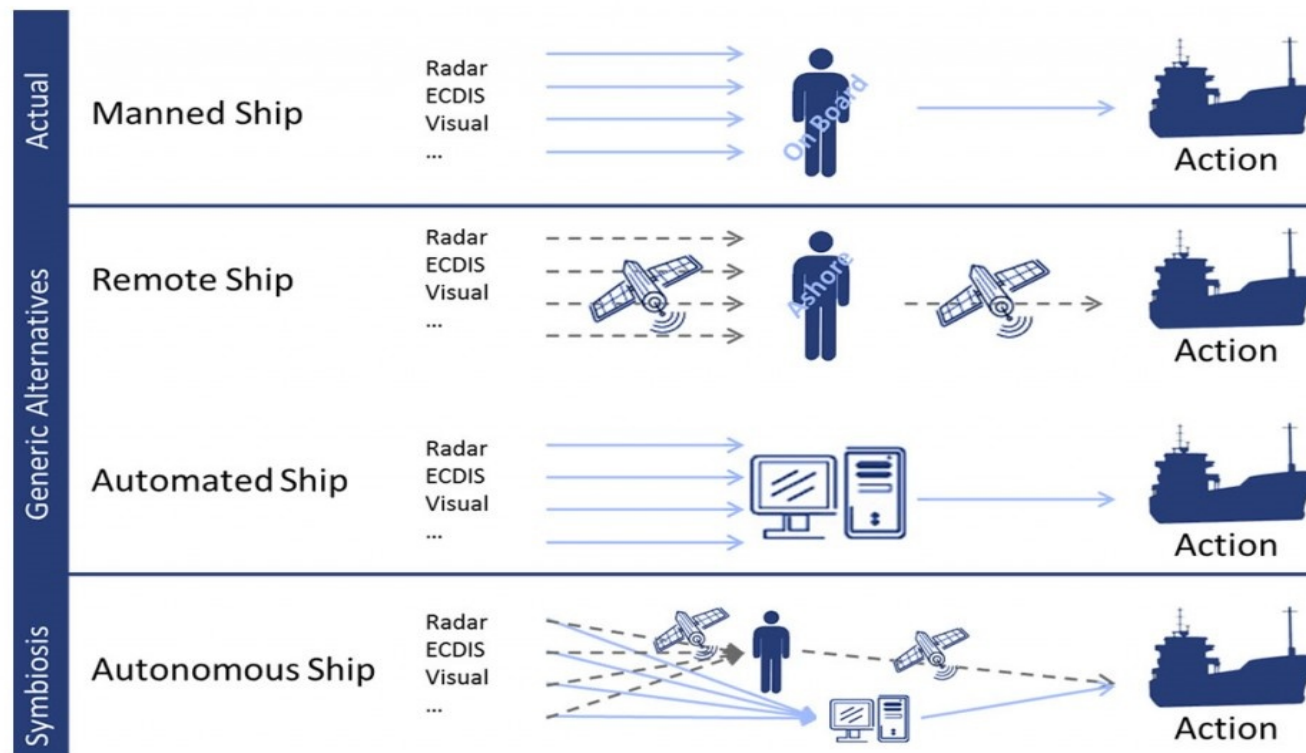 Actual
Manned Ship
Radar
ECDIS
Visual
...
On Board
Action
Generic Alternatives
Remote Ship
Radar
ECDIS
Visual
...
Ashore
Action
Automated Ship
Radar
ECDIS
Visual
...
Action
Symbiosis
Autonomous Ship
Radar
ECDIS
Visual
...
Action